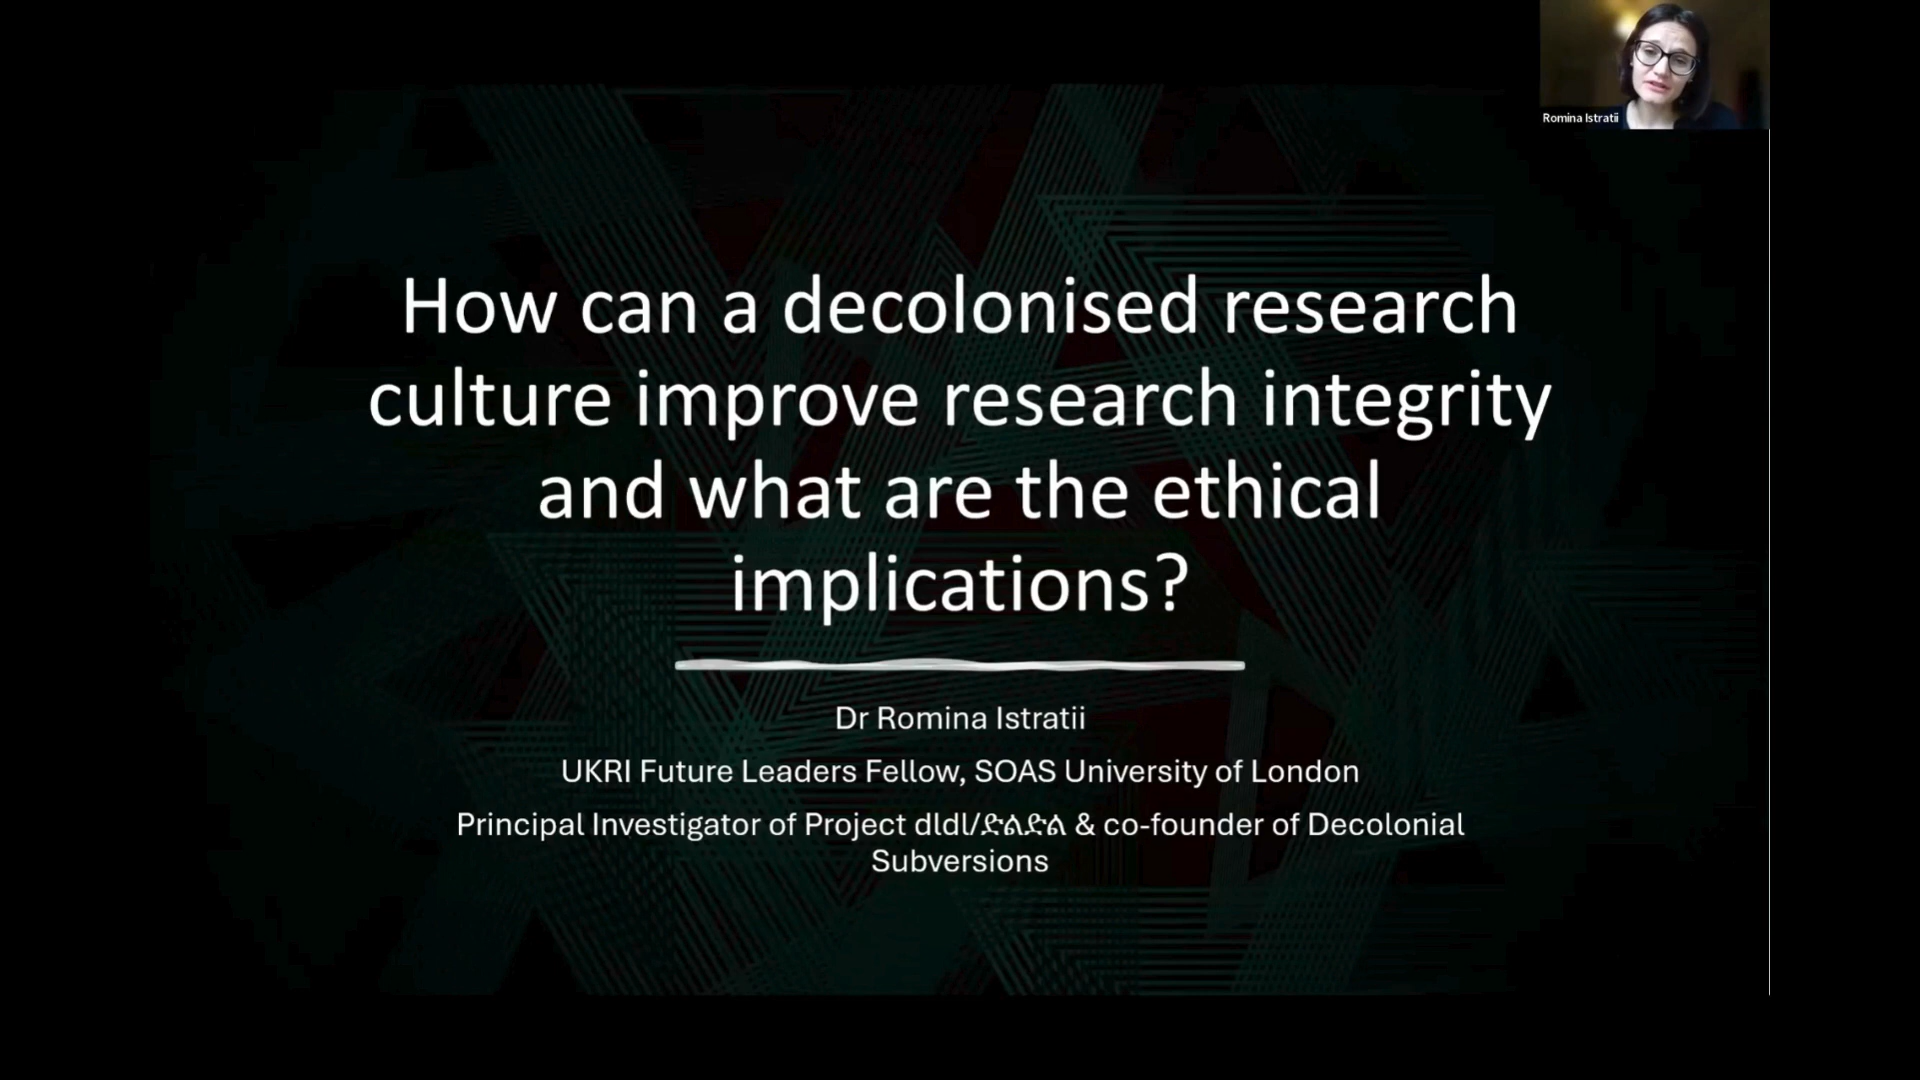 Romina Istratii
How can a decolonised research
culture improve research integrity
and what are the ethical
implications?
Dr Romina Istratii
UKRI Future Leaders Fellow, SOAS University of London
Principal Investigator of Project dldl/ድልድል & co-founder of Decolonial
Subversions